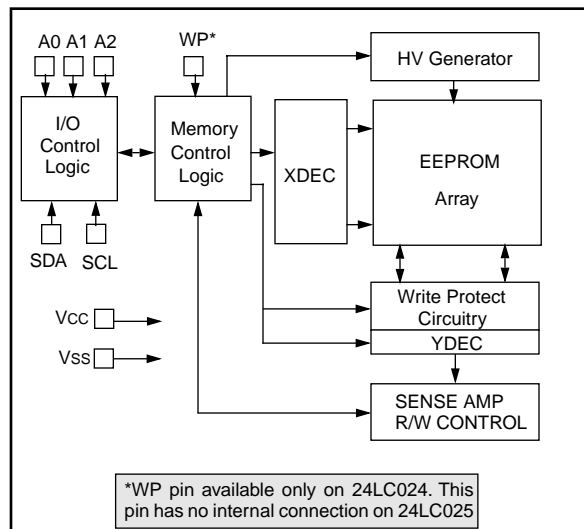 A0 A1 A2
WP*
HV Generator
I/O
Control
Logic
Memory
Control
Logic
XDEC
EEPROM
Array
SDA
SCL
Vcc
Vss
Write Protect
Circuitry
YDEC
SENSE AMP
R/W CONTROL
*WP pin available only on 24LC024. This
pin has no internal connection on 24LC025